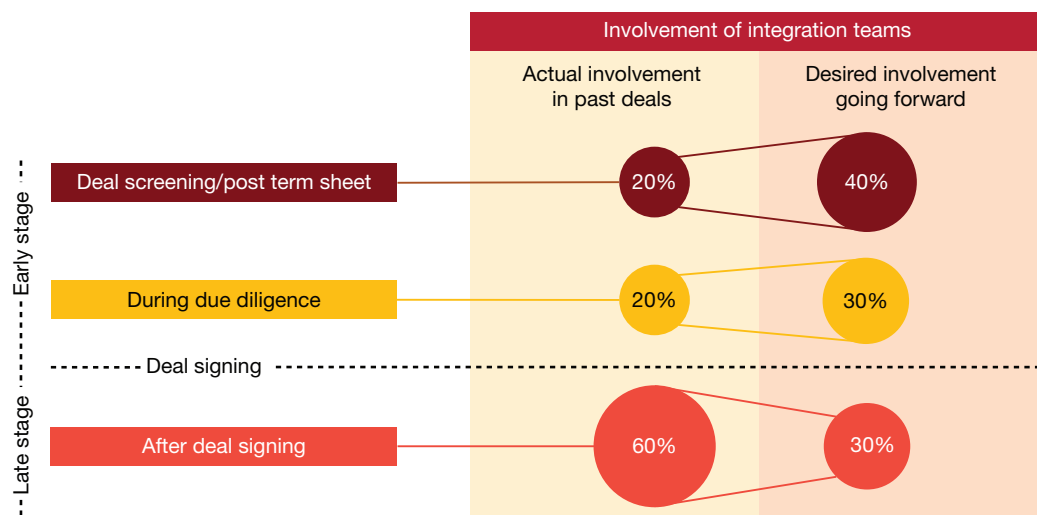 Involvement of integration teams
Actual involvement
in past deals
Desired involvement
going forward
Early stage
Deal screening/post term sheet
20%
40%
During due diligence
20%
30%
Deal signing
Late stage
After deal signing
60%
30%